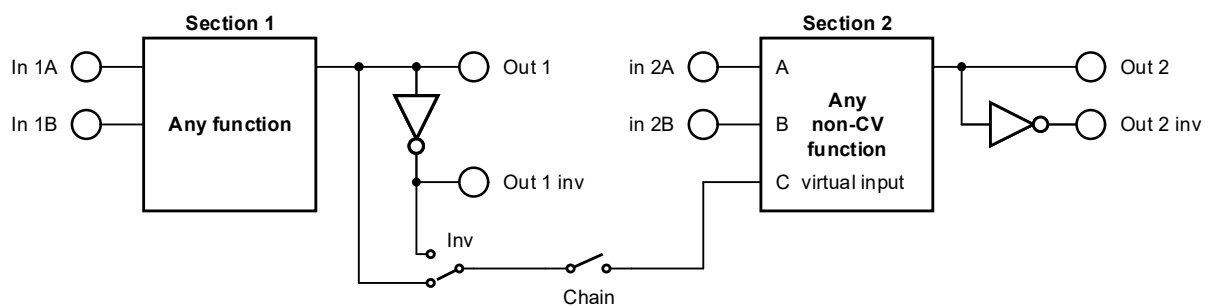 Section 1
In 1A
In 1B
Any function
Out 1
Out 1 inv
Inv
Chain
Section 2
in 2A
in 2B
A
B
C virtual input
Any
non-CV
function
Out 2
Out 2 inv